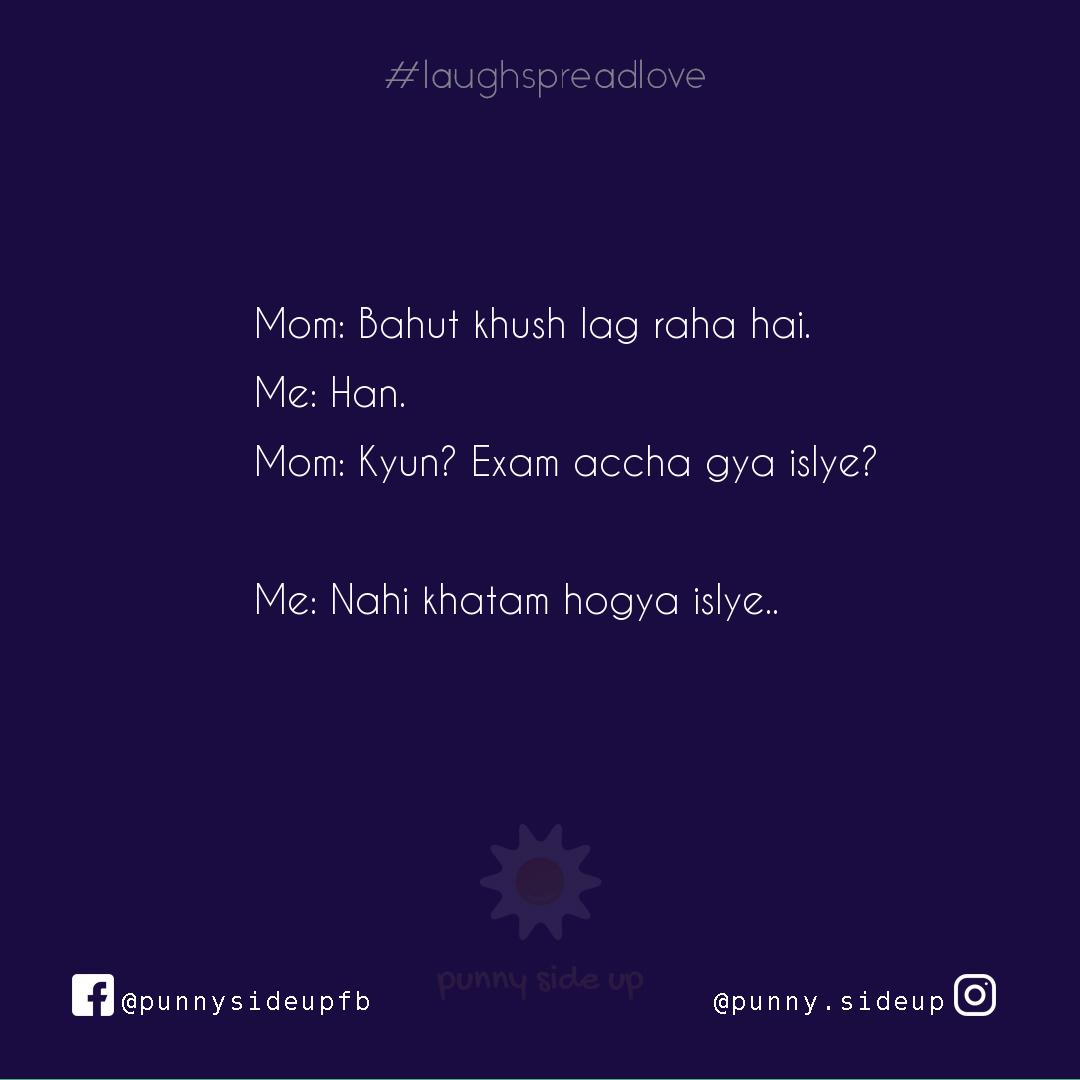 #laughspreadlove
Mom: Bahut khush lag raha hai.
Me: Han.
Mom: Kyun? Exam accha gya islye?
Me: Nahi khatam hogya islye..
punny side up
@punnysideupfb
@punny.sideup